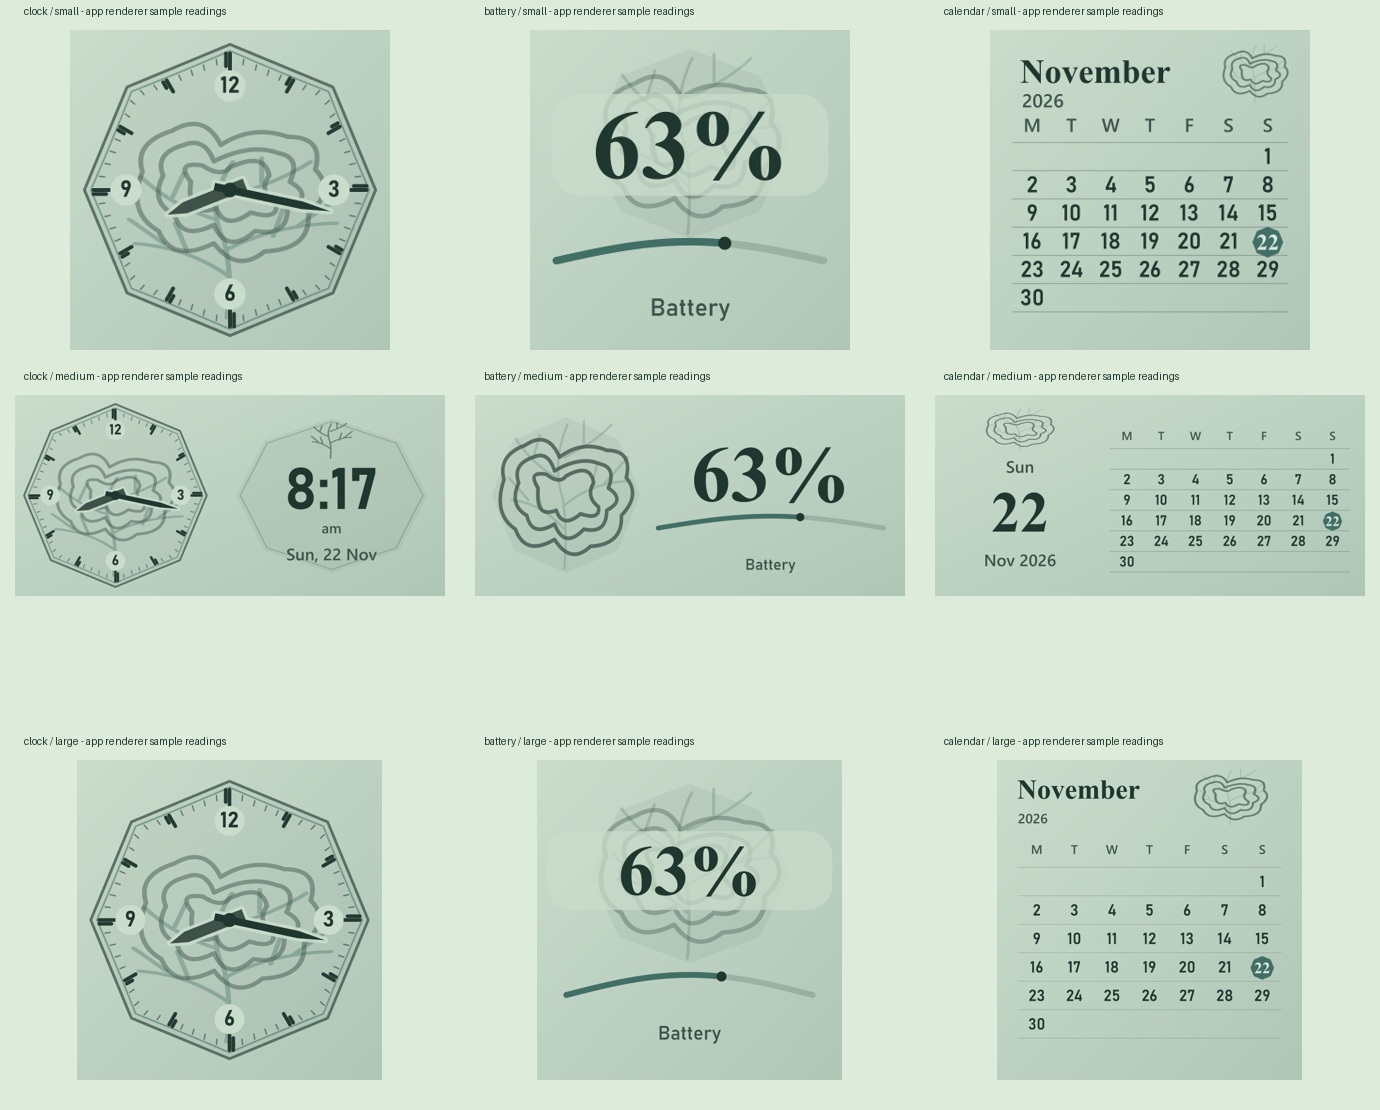 clock / small - app renderer sample readings
12
9
3
6
battery / small - app renderer sample readings
63%
Battery
calendar / small - app renderer sample readings
November
2026
M T W T F S S
1
2 3 4 5 6 7 8
9 10 11 12 13 14 15
16 17 18 19 20 21 22
23 24 25 26 27 28 29
30
clock / medium - app renderer sample readings
12
9
3
6
8:17
am
Sun, 22 Nov
battery / medium - app renderer sample readings
63%
Battery
calendar / medium - app renderer sample readings
Sun
22
Nov 2026
M T W T F S S
1
2 3 4 5 6 7 8
9 10 11 12 13 14 15
16 17 18 19 20 21 22
23 24 25 26 27 28 29
30
clock / large - app renderer sample readings
12
9
3
6
battery / large - app renderer sample readings
63%
Battery
calendar / large - app renderer sample readings
November
2026
M T W T F S S
1
2 3 4 5 6 7 8
9 10 11 12 13 14 15
16 17 18 19 20 21 22
23 24 25 26 27 28 29
30